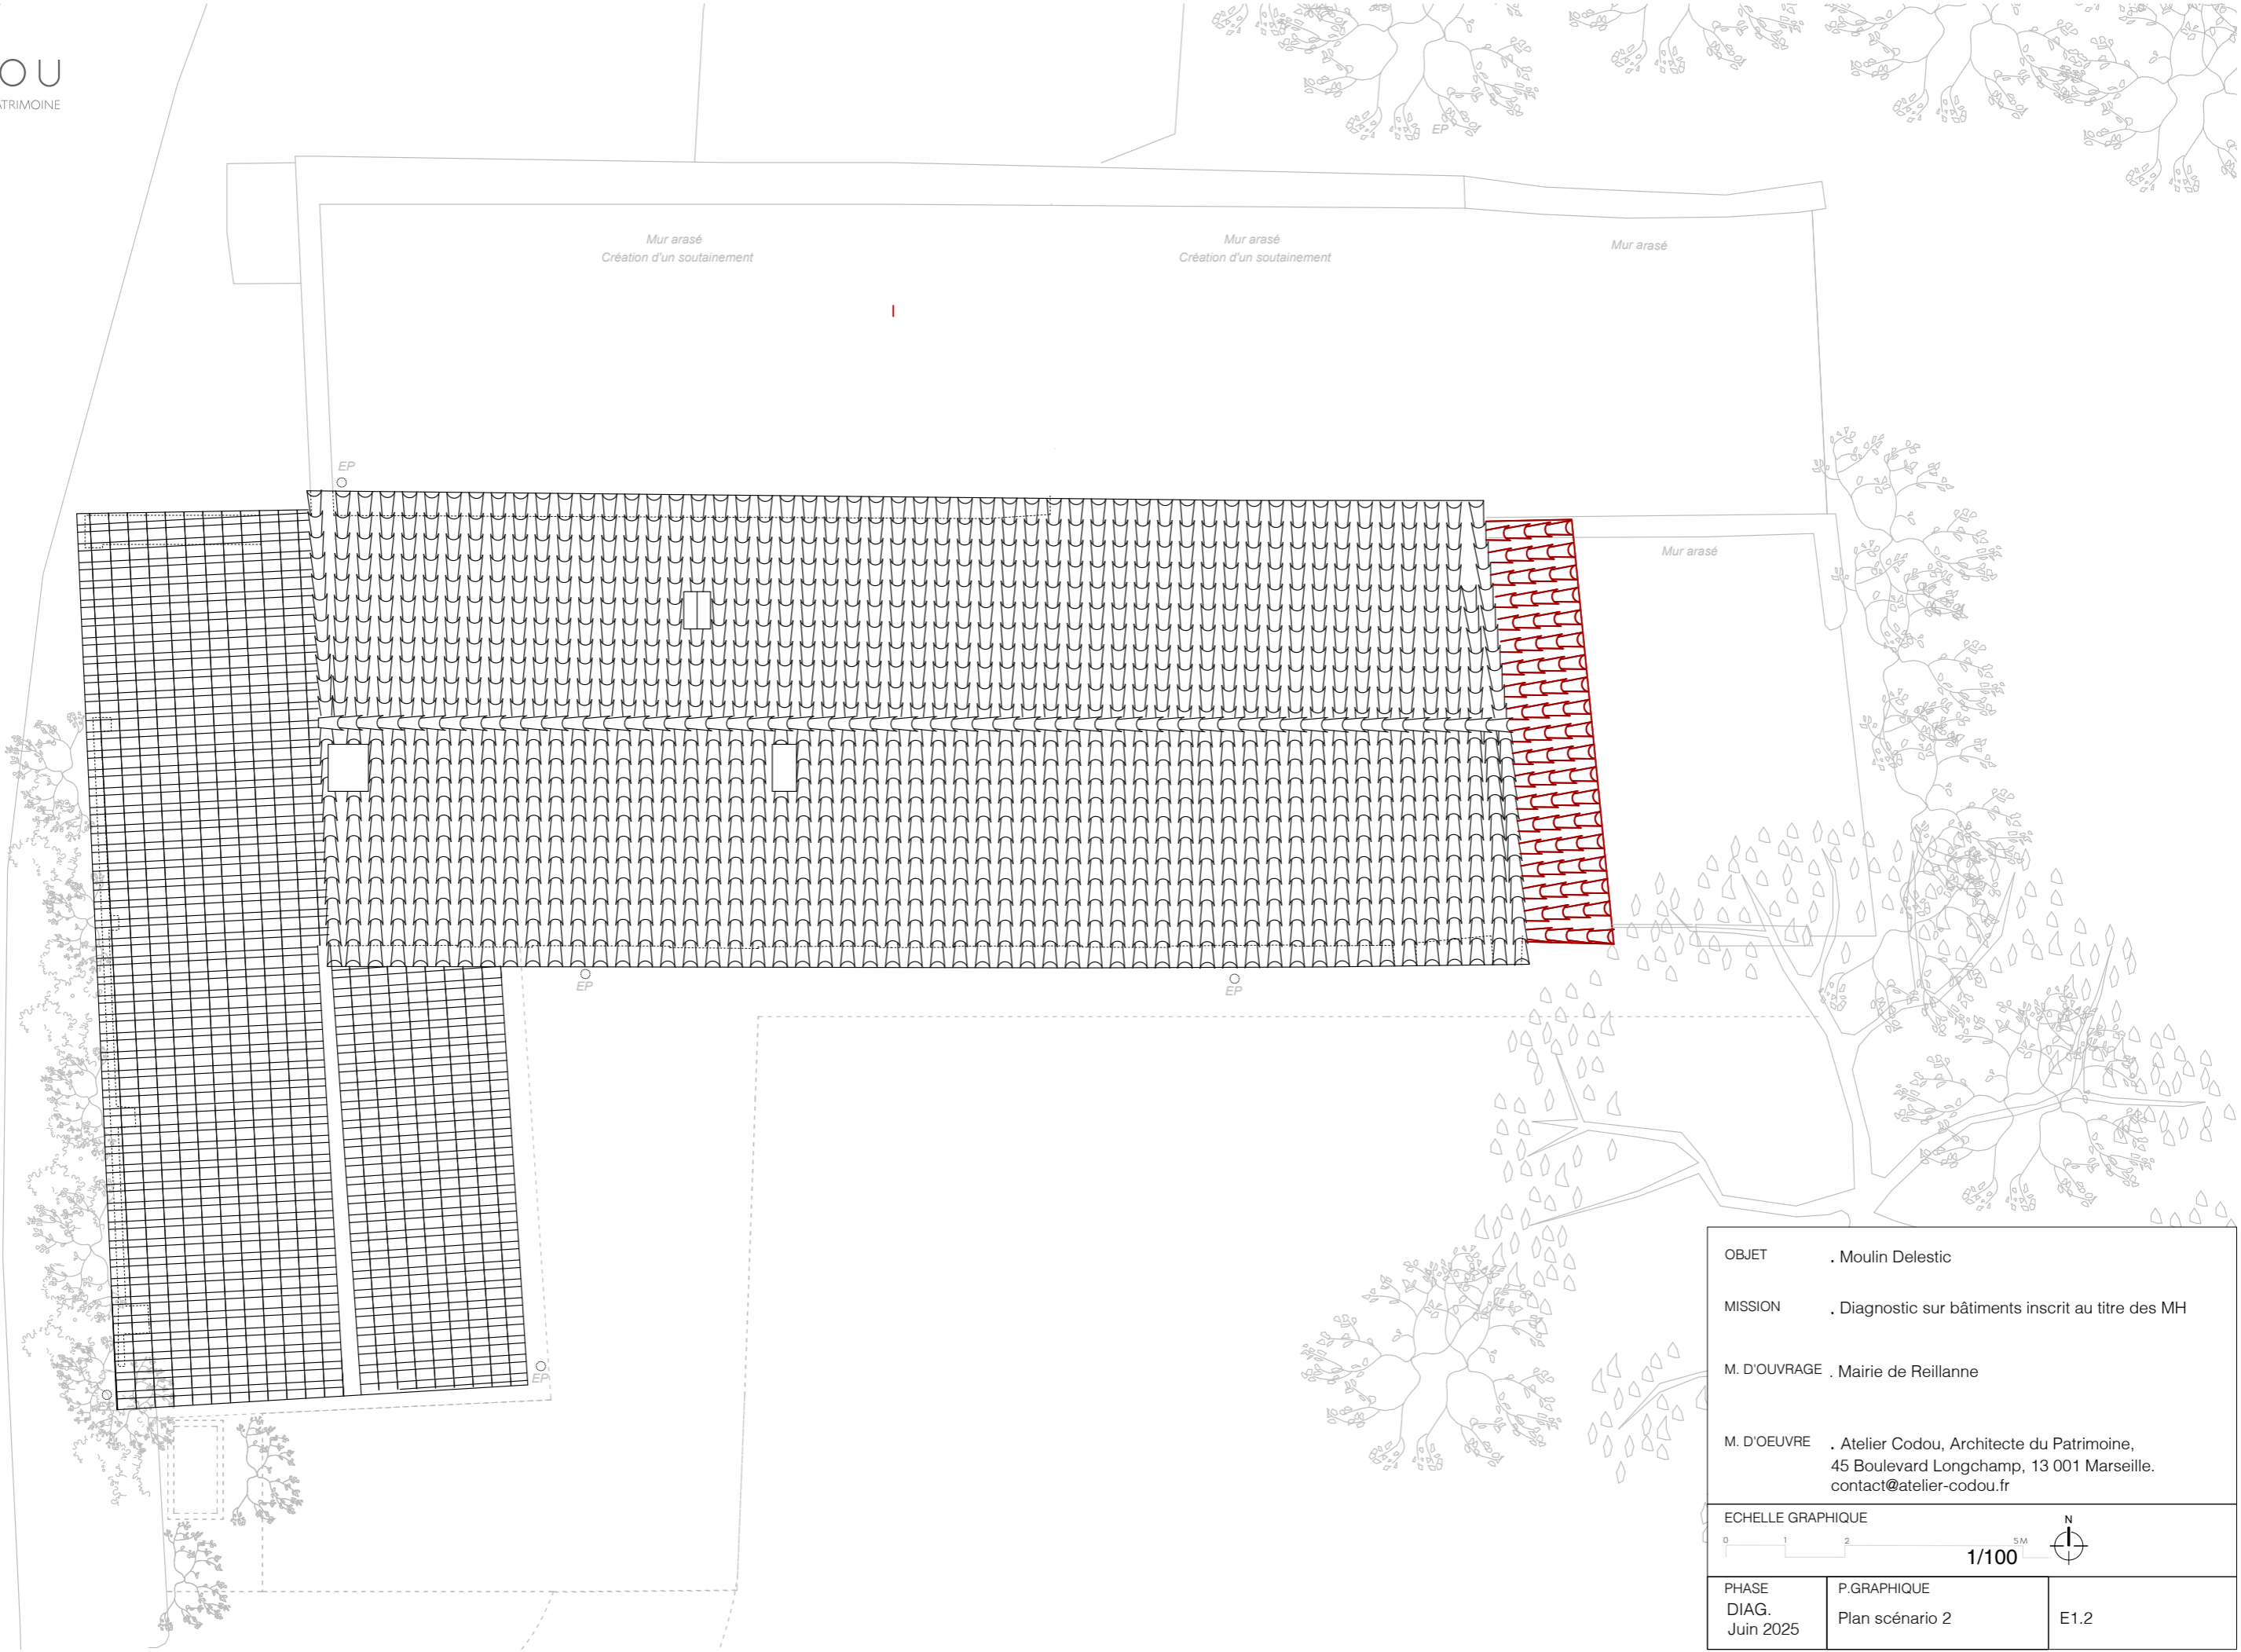 OU
ATRIMOINE
EP
Mur arasé
Création d'un soutainement
Mur arasé
Création d'un soutainement
Mur arasé
EP
Mur arasé
EP
EP
EP
EP
OBJET . Moulin Delestic
MISSION . Diagnostic sur bâtiments inscrit au titre des MH
M. D'OUVRAGE . Mairie de Reillanne
M. D'OEUVRE . Atelier Codou, Architecte du Patrimoine,
45 Boulevard Longchamp, 13 001 Marseille.
contact@atelier-codou.fr
ECHELLE GRAPHIQUE
N
0 1 2 5 M
1/100
PHASE
DIAG.
Juin 2025
P.GRAPHIQUE
Plan scénario 2
E1.2